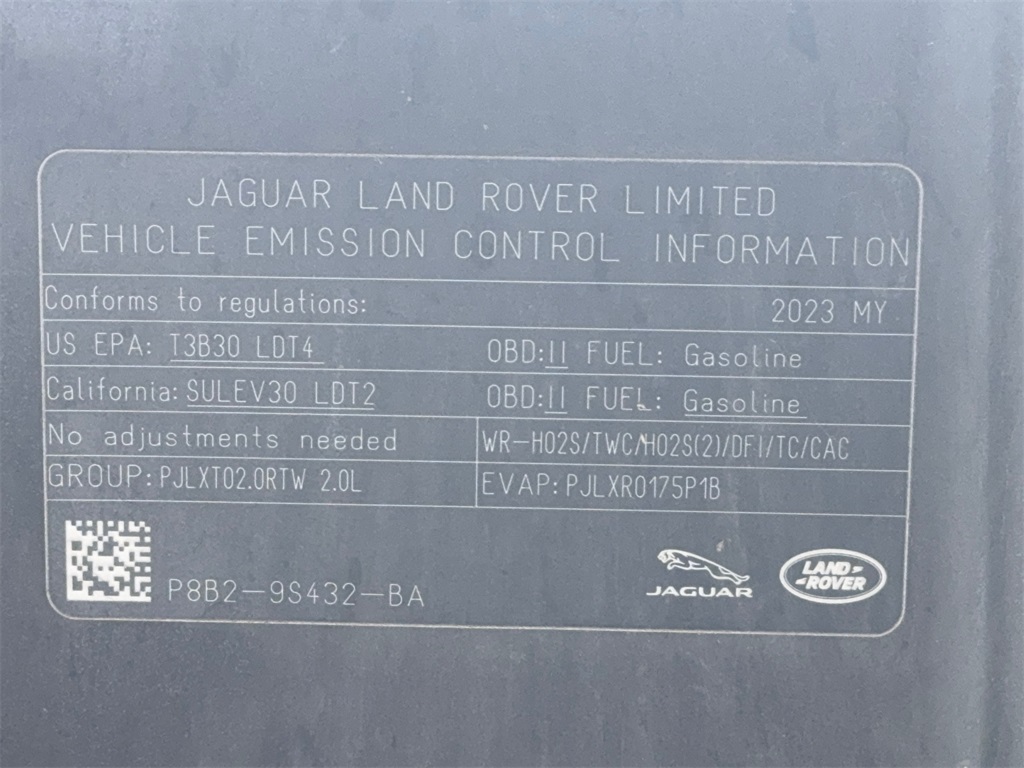 JAGUAR LAND ROVER LIMITED
VEHICLE EMISSION CONTROL INFORMATION
Conforms to regulations: 2023 MY
US EPA: T3B30 LDT4 OBD:II FUEL: Gasoline
California: SULEV30 LDT2 OBD:II FUEL: Gasoline
No adjustments needed WR-HO2S/TWC/HO2S(2)/DFI/TC/CAC
GROUP: PJLXT02.0RTW 2.0L EVAP: PJLXR0175P1B
P8B2-9S432-BA
JAGUAR
LAND-
-ROVER